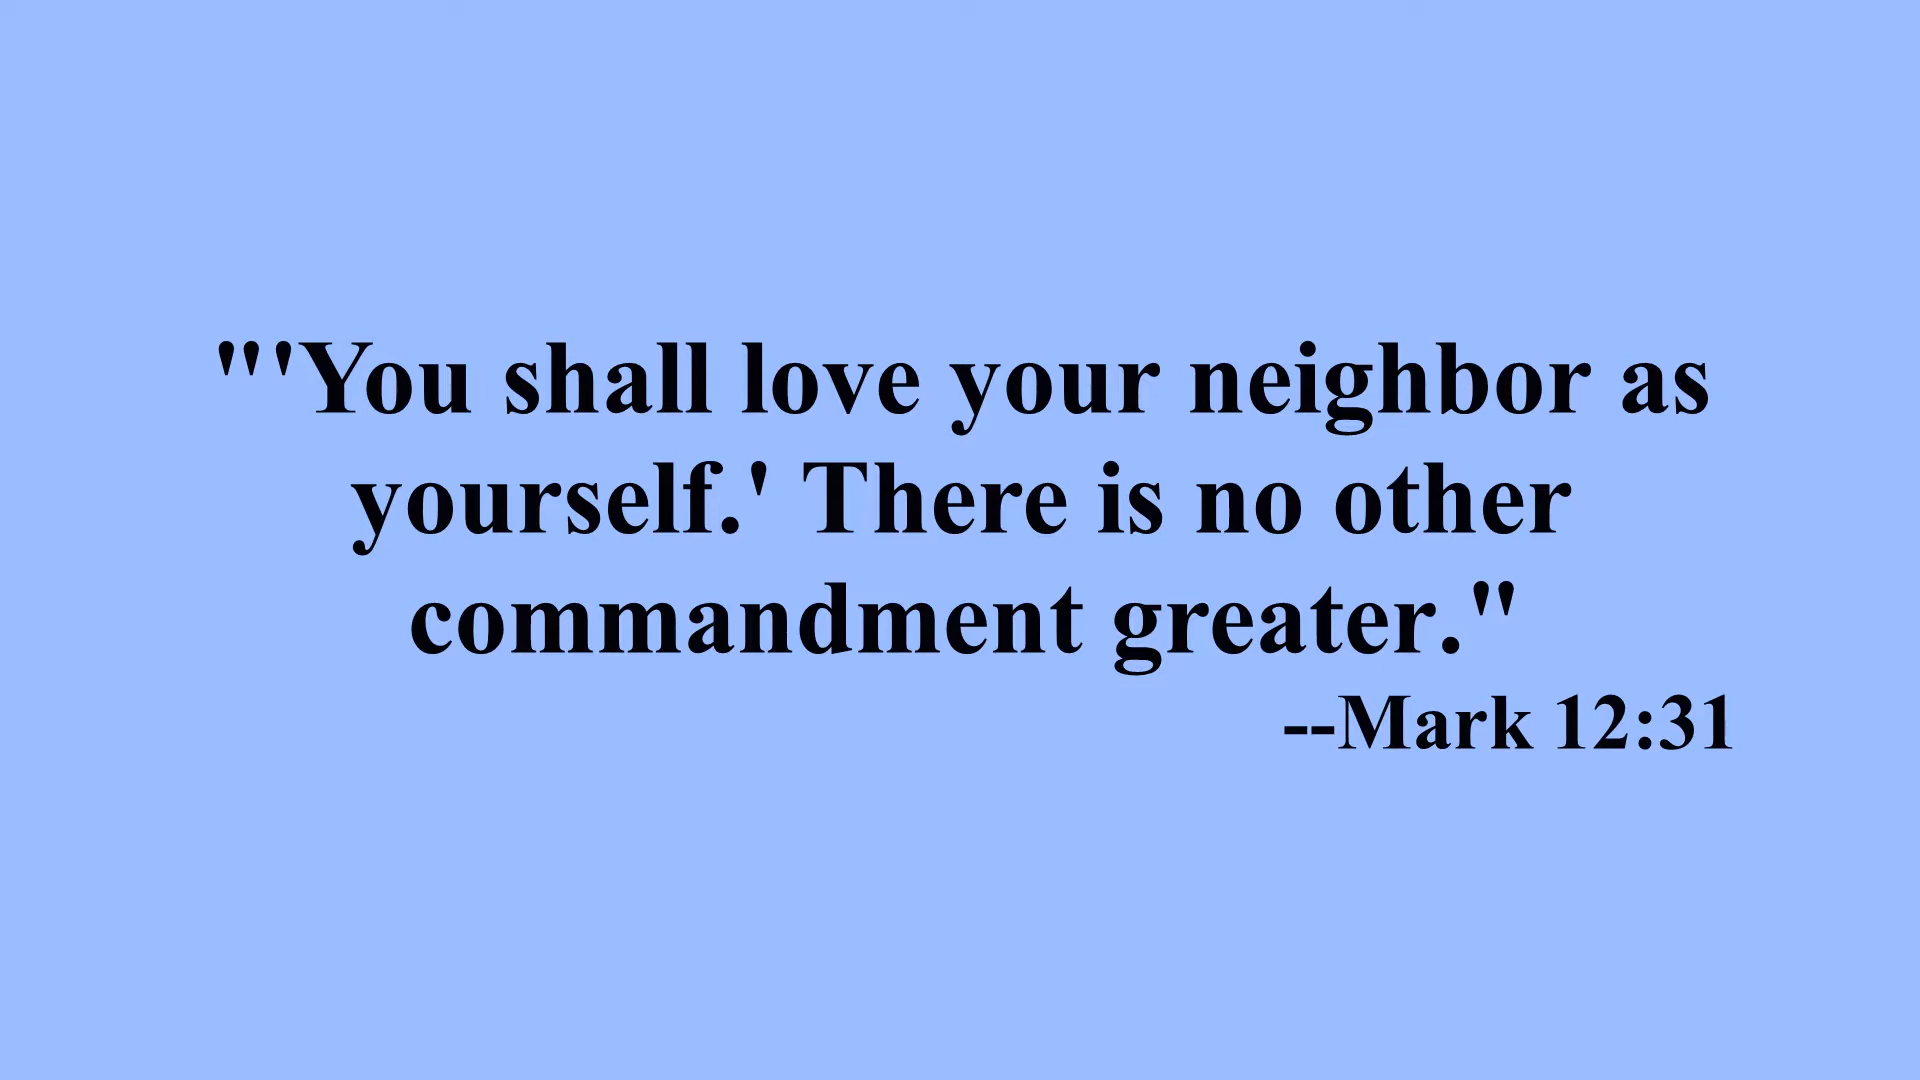 "'You shall love your neighbor as
yourself.' There is no other
commandment greater."
--Mark 12:31